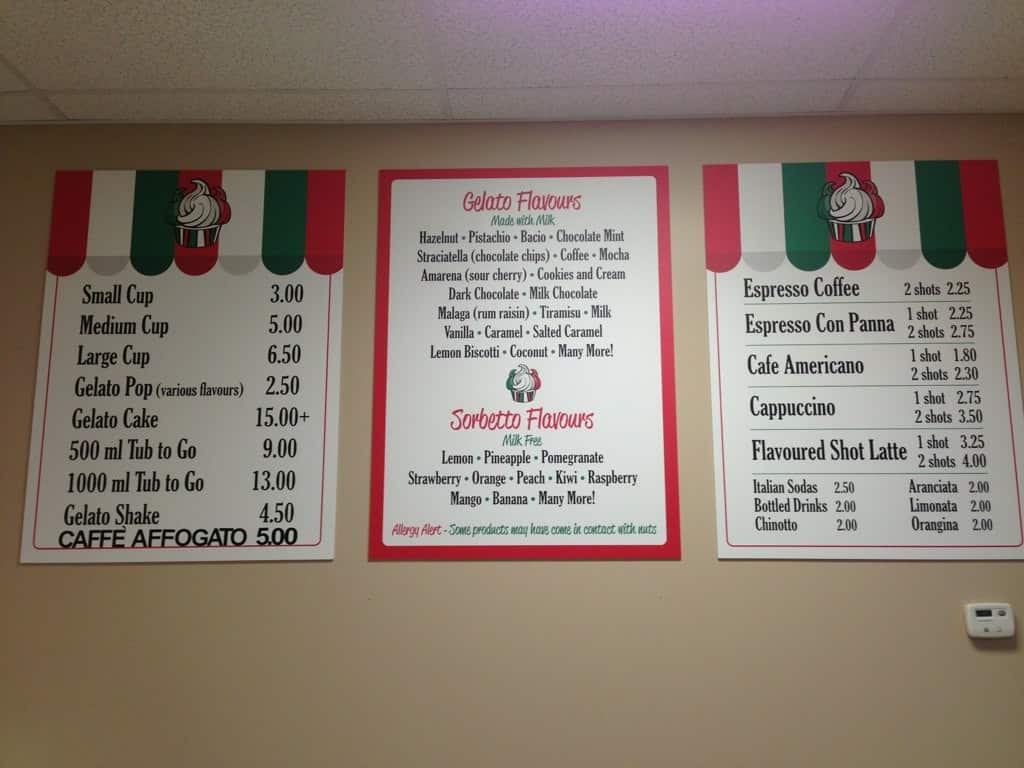 Small Cup 3.00
Medium Cup 5.00
Large Cup 6.50
Gelato Pop (various flavours) 2.50
Gelato Cake 15.00+
500 ml Tub to Go 9.00
1000 ml Tub to Go 13.00
Gelato Shake 4.50
CAFFÈ AFFOGATO 5.00
Gelato Flavours
Made with Milk
Hazelnut • Pistachio • Bacio • Chocolate Mint
Straciatella (chocolate chips) • Coffee • Mocha
Amarena (sour cherry) • Cookies and Cream
Dark Chocolate • Milk Chocolate
Malaga (rum raisin) • Tiramisu • Milk
Vanilla • Caramel • Salted Caramel
Lemon Biscotti • Coconut • Many More!
Sorbetto Flavours
Milk Free
Lemon • Pineapple • Pomegranate
Strawberry • Orange • Peach • Kiwi • Raspberry
Mango • Banana • Many More!
Allergy Alert - Some products may have come in contact with nuts
Espresso Coffee 2 shots 2.25
Espresso Con Panna 1 shot 2.25
2 shots 2.75
Cafe Americano 1 shot 1.80
2 shots 2.30
Cappuccino 1 shot 2.75
2 shots 3.50
Flavoured Shot Latte 1 shot 3.25
2 shots 4.00
Italian Sodas 2.50 Aranciata 2.00
Bottled Drinks 2.00 Limonata 2.00
Chinotto 2.00 Orangina 2.00